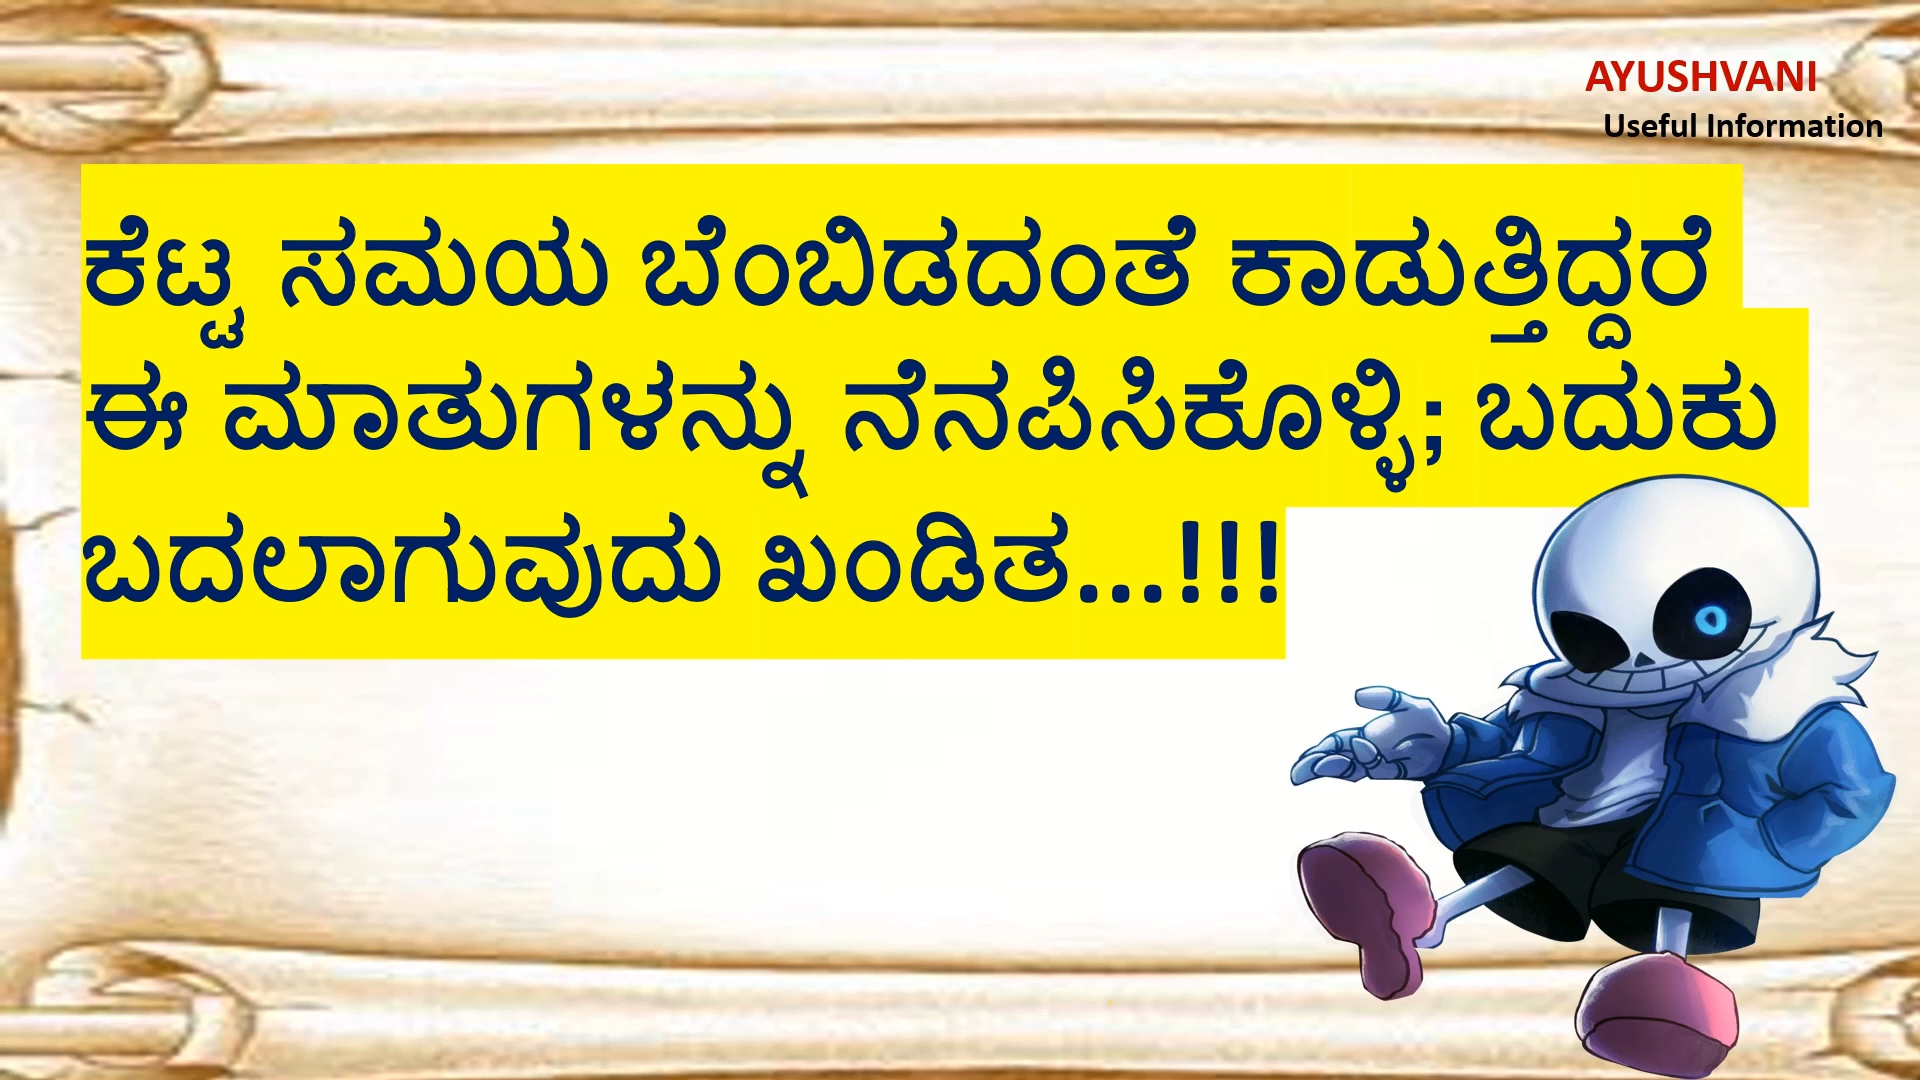 AYUSHVANI
Useful Information
ಕೆಟ್ಟ ಸಮಯ ಬೆಂಬಿಡದಂತೆ ಕಾಡುತ್ತಿದ್ದರೆ
ಈ ಮಾತುಗಳನ್ನು ನೆನಪಿಸಿಕೊಳ್ಳಿ; ಬದುಕು
ಬದಲಾಗುವುದು ಖಂಡಿತ...!!!